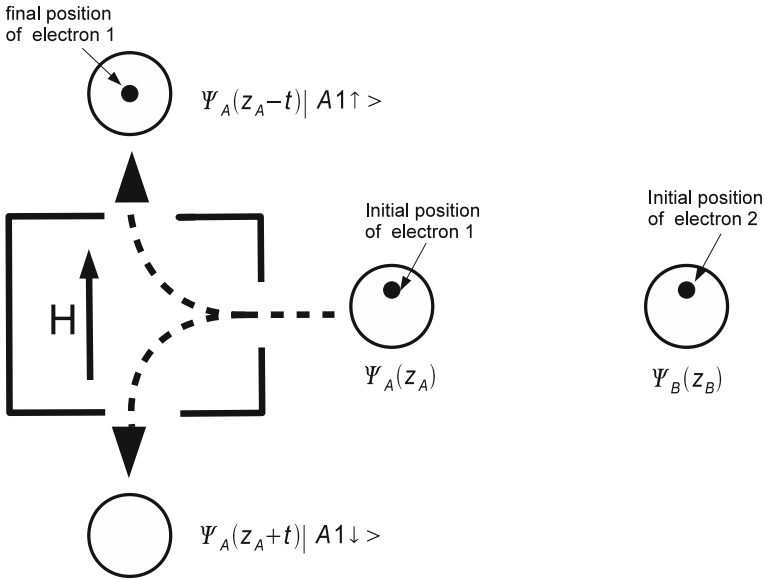 final position
of electron 1
Ψ_A(z_A−t)| A1↑ >
Initial position
of electron 1
Initial position
of electron 2
H
Ψ_A(z_A)
Ψ_B(z_B)
Ψ_A(z_A+t)| A1↓ >